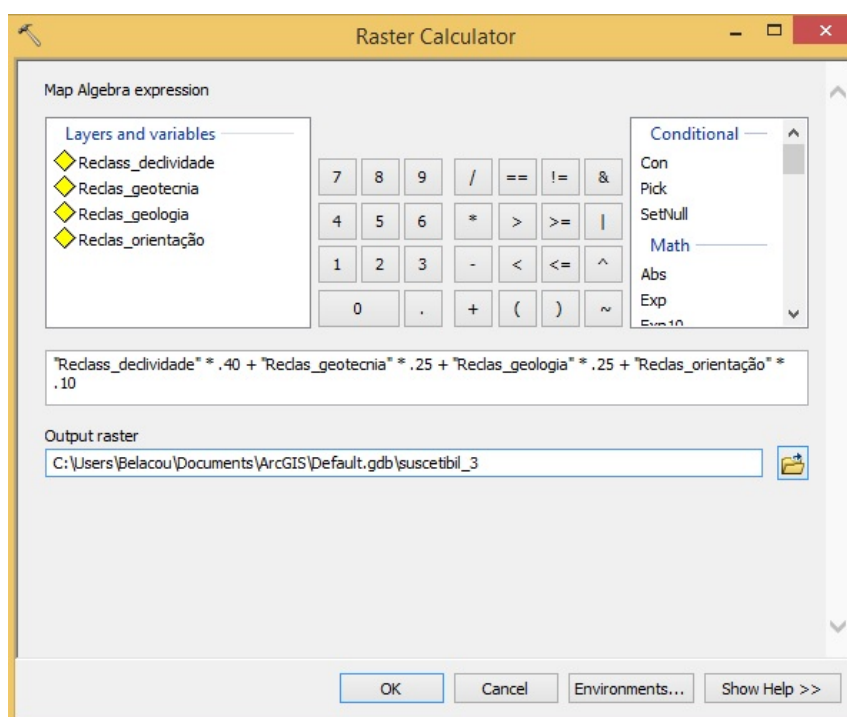 Raster Calculator
Map Algebra expression
Layers and variables
Reclass_declividade
Reclas_geotecnia
Reclas_geologia
Reclas_orientação
7 8 9 / == != &
4 5 6 * > >= |
1 2 3 - < <= ^
0 . + ( ) ~
Conditional
Con
Pick
SetNull
Math
Abs
Exp
Exp10
"Reclass_declividade" * .40 + "Reclas_geotecnia" * .25 + "Reclas_geologia" * .25 + "Reclas_orientação" *
.10
Output raster
C:\Users\Belacou\Documents\ArcGIS\Default.gdb\suscetibil_3
OK Cancel Environments... Show Help >>